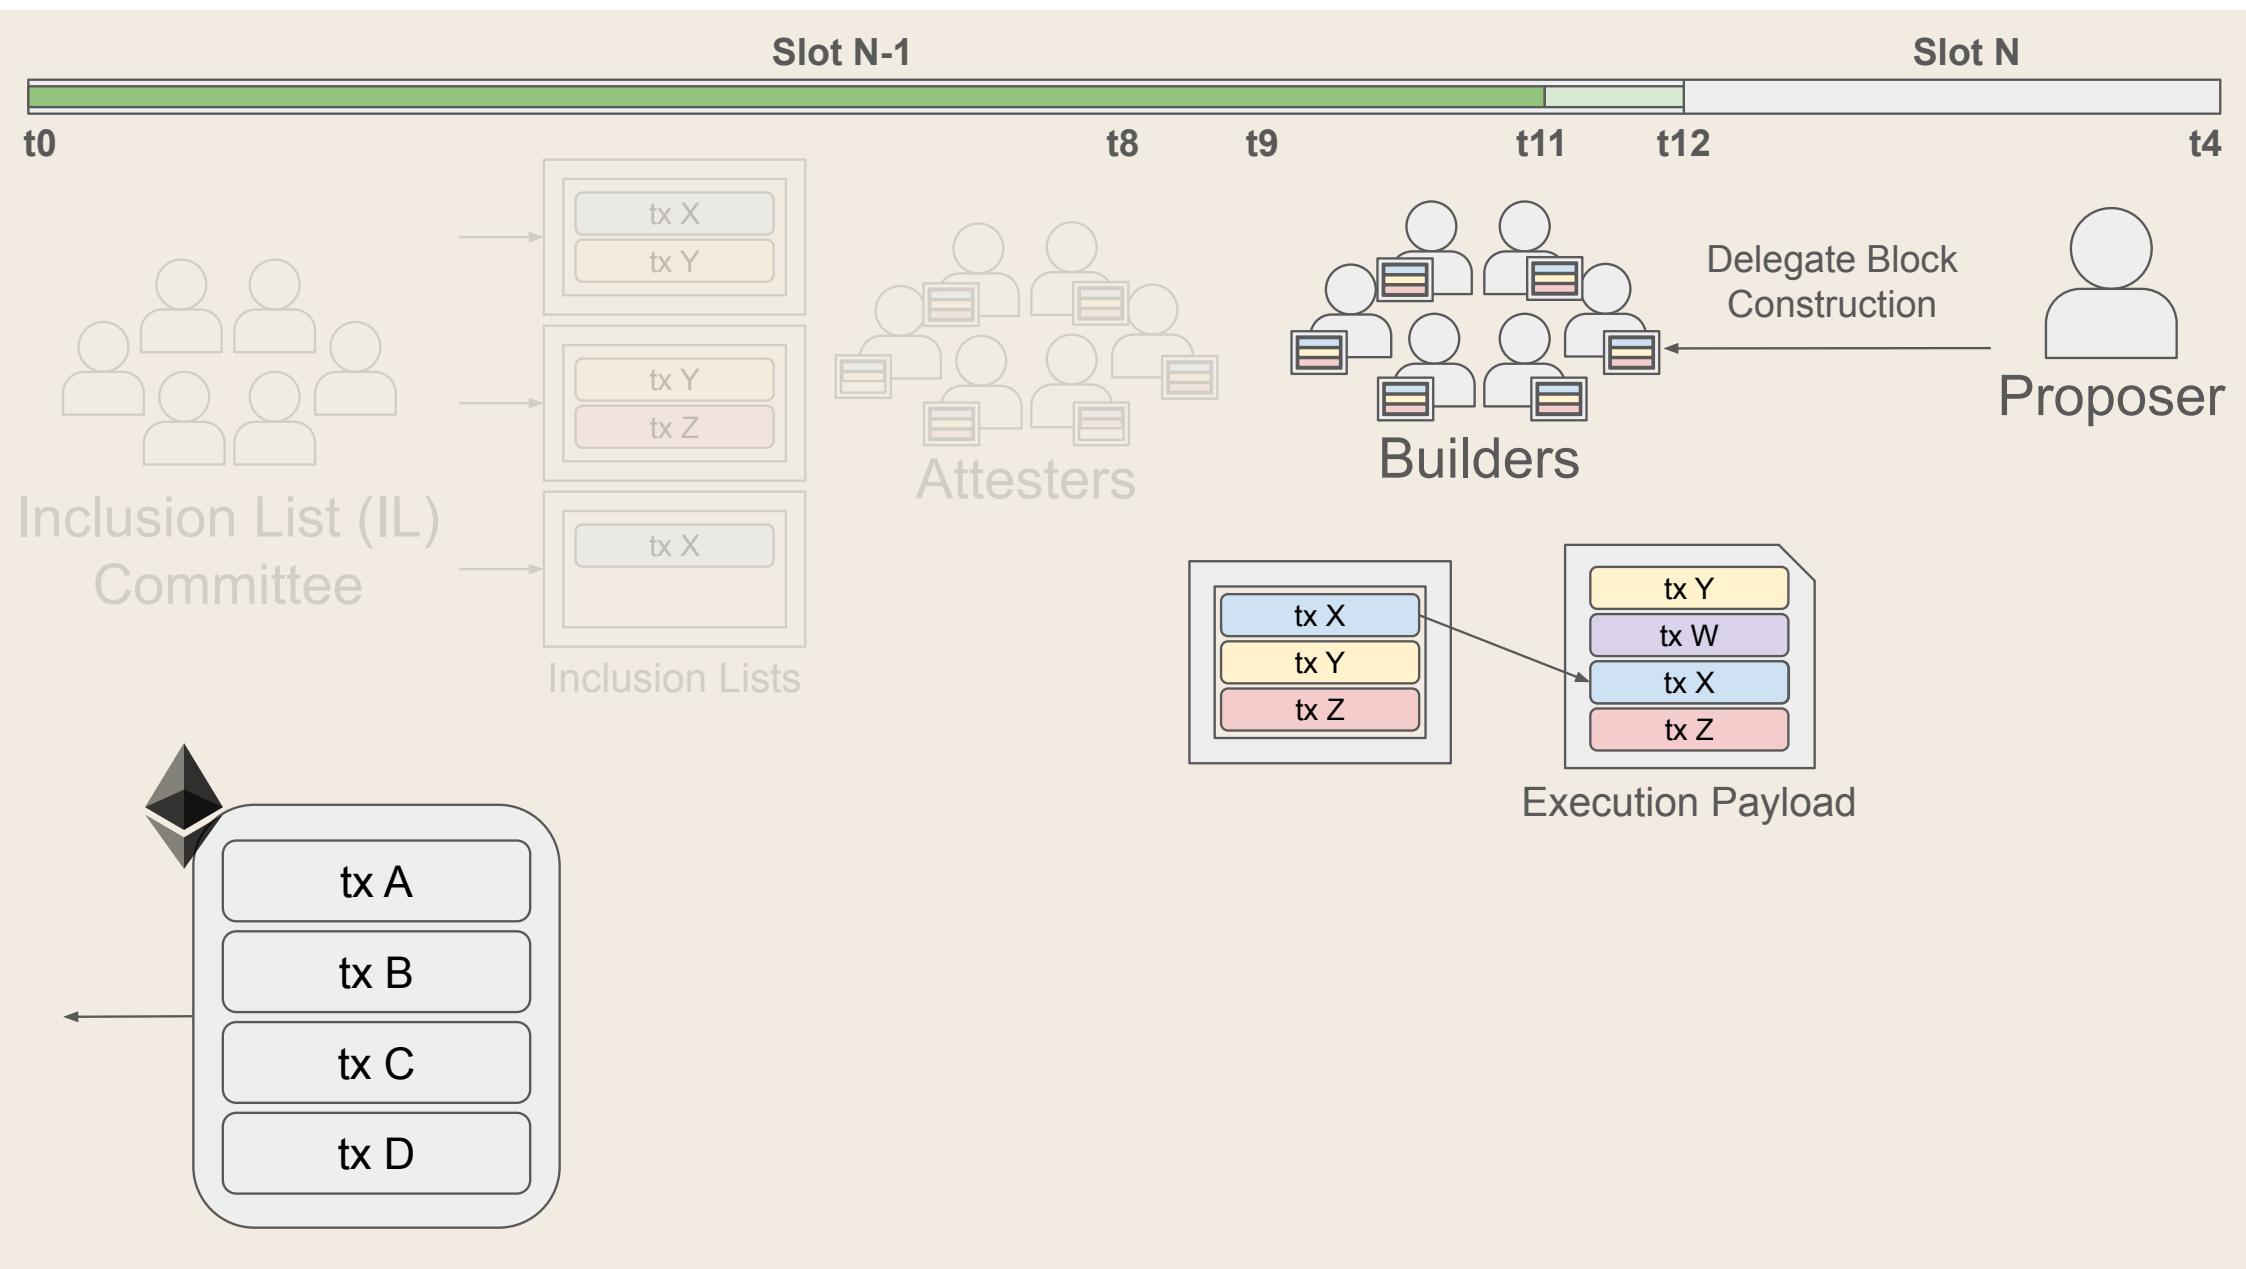 Slot N-1
Slot N
t0
t8
t9
t11
t12
t4
Inclusion List (IL)
Committee
tx X
tx Y
tx Y
tx Z
tx X
Inclusion Lists
Attesters
Builders
Delegate Block
Construction
Proposer
tx X
tx Y
tx Z
tx Y
tx W
tx X
tx Z
Execution Payload
tx A
tx B
tx C
tx D